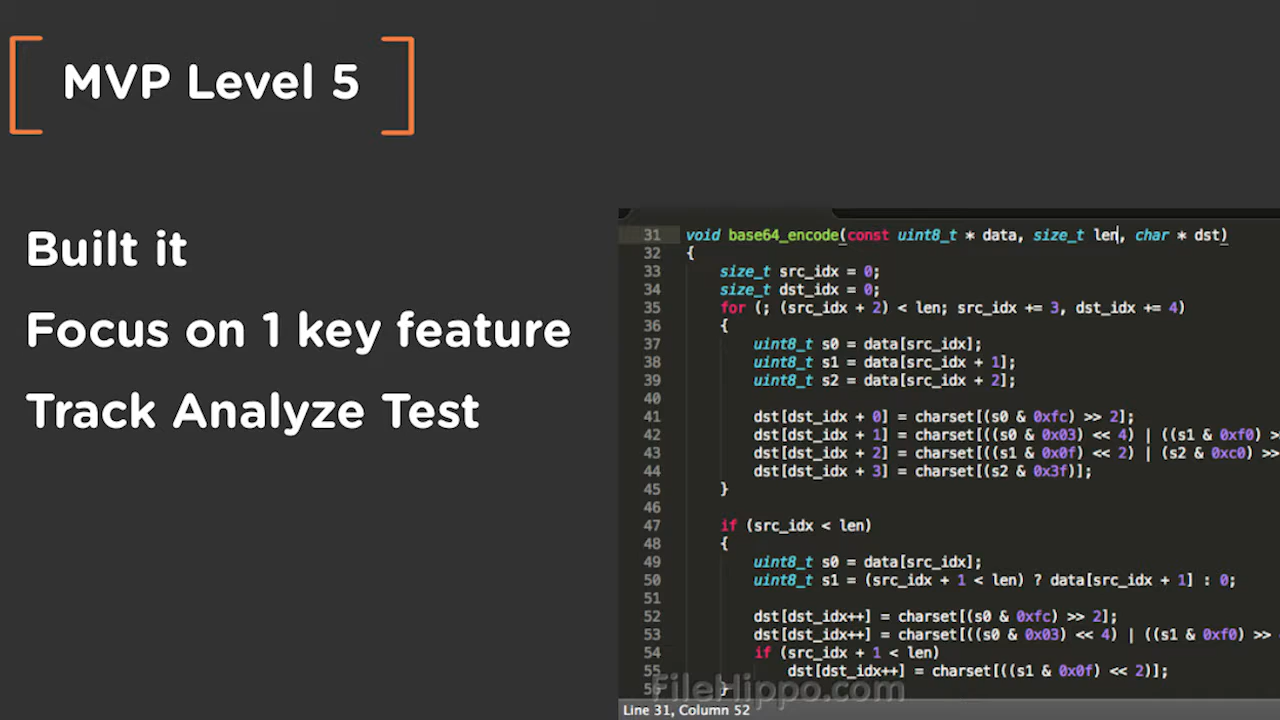 MVP Level 5
Built it
Focus on 1 key feature
Track Analyze Test
31 void base64_encode(const uint8_t * data, size_t len, char * dst)
32 {
33 size_t src_idx = 0;
34 size_t dst_idx = 0;
35 for (; (src_idx + 2) < len; src_idx += 3, dst_idx += 4)
36 {
37 uint8_t s0 = data[src_idx];
38 uint8_t s1 = data[src_idx + 1];
39 uint8_t s2 = data[src_idx + 2];
40
41 dst[dst_idx + 0] = charset[(s0 & 0xfc) >> 2];
42 dst[dst_idx + 1] = charset[((s0 & 0x03) << 4) | ((s1 & 0xf0) >
43 dst[dst_idx + 2] = charset[((s1 & 0x0f) << 2) | (s2 & 0xc0) >>
44 dst[dst_idx + 3] = charset[(s2 & 0x3f)];
45 }
46
47 if (src_idx < len)
48 {
49 uint8_t s0 = data[src_idx];
50 uint8_t s1 = (src_idx + 1 < len) ? data[src_idx + 1] : 0;
51
52 dst[dst_idx++] = charset[(s0 & 0xfc) >> 2];
53 dst[dst_idx++] = charset[((s0 & 0x03) << 4) | ((s1 & 0xf0) >>
54 if (src_idx + 1 < len)
55 dst[dst_idx++] = charset[((s1 & 0x0f) << 2)];
56 }
FileHippo.com
Line 31, Column 52